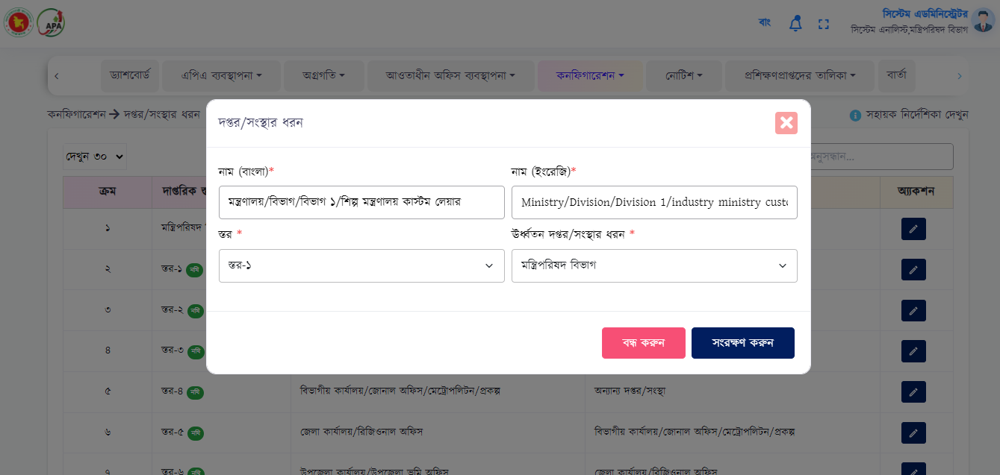 APA
বাং
সিস্টেম এডমিনিস্ট্রেটর
সিস্টেম এনালিস্ট,মন্ত্রিপরিষদ বিভাগ
ড্যাশবোর্ড
এপিএ ব্যবস্থাপনা
অগ্রগতি
আওতাধীন অফিস ব্যবস্থাপনা
কনফিগারেশন
নোটিশ
প্রশিক্ষণপ্রাপ্তদের তালিকা
বার্তা
কনফিগারেশন → দপ্তর/সংস্থার ধরন
সহায়ক নির্দেশিকা দেখুন
দপ্তর/সংস্থার ধরন
নাম (বাংলা)*
নাম (ইংরেজি)*
মন্ত্রণালয়/বিভাগ/বিভাগ ১/শিল্প মন্ত্রণালয় কাস্টম লেয়ার
Ministry/Division/Division 1/industry ministry custo
স্তর *
ঊর্ধ্বতন দপ্তর/সংস্থার ধরন *
স্তর-১
মন্ত্রিপরিষদ বিভাগ
বন্ধ করুন
সংরক্ষণ করুন
দেখুন ৩০
অনুসন্ধান...
ক্রম
দাপ্তরিক
অ্যাকশন
১
মন্ত্রিপরিষদ
২
স্তর-১ নথি
৩
স্তর-২ নথি
৪
স্তর-৩ নথি
৫
স্তর-৪ নথি
বিভাগীয় কার্যালয়/জোনাল অফিস/মেট্রোপলিটন/প্রকল্প
অন্যান্য দপ্তর/সংস্থা
৬
স্তর-৫ নথি
জেলা কার্যালয়/রিজিওনাল অফিস
বিভাগীয় কার্যালয়/জোনাল অফিস/মেট্রোপলিটন/প্রকল্প
৭
স্তর-৬ নথি
উপজেলা কার্যালয়/উপজেলা ভূমি অফিস
জেলা কার্যালয়/রিজিওনাল অফিস